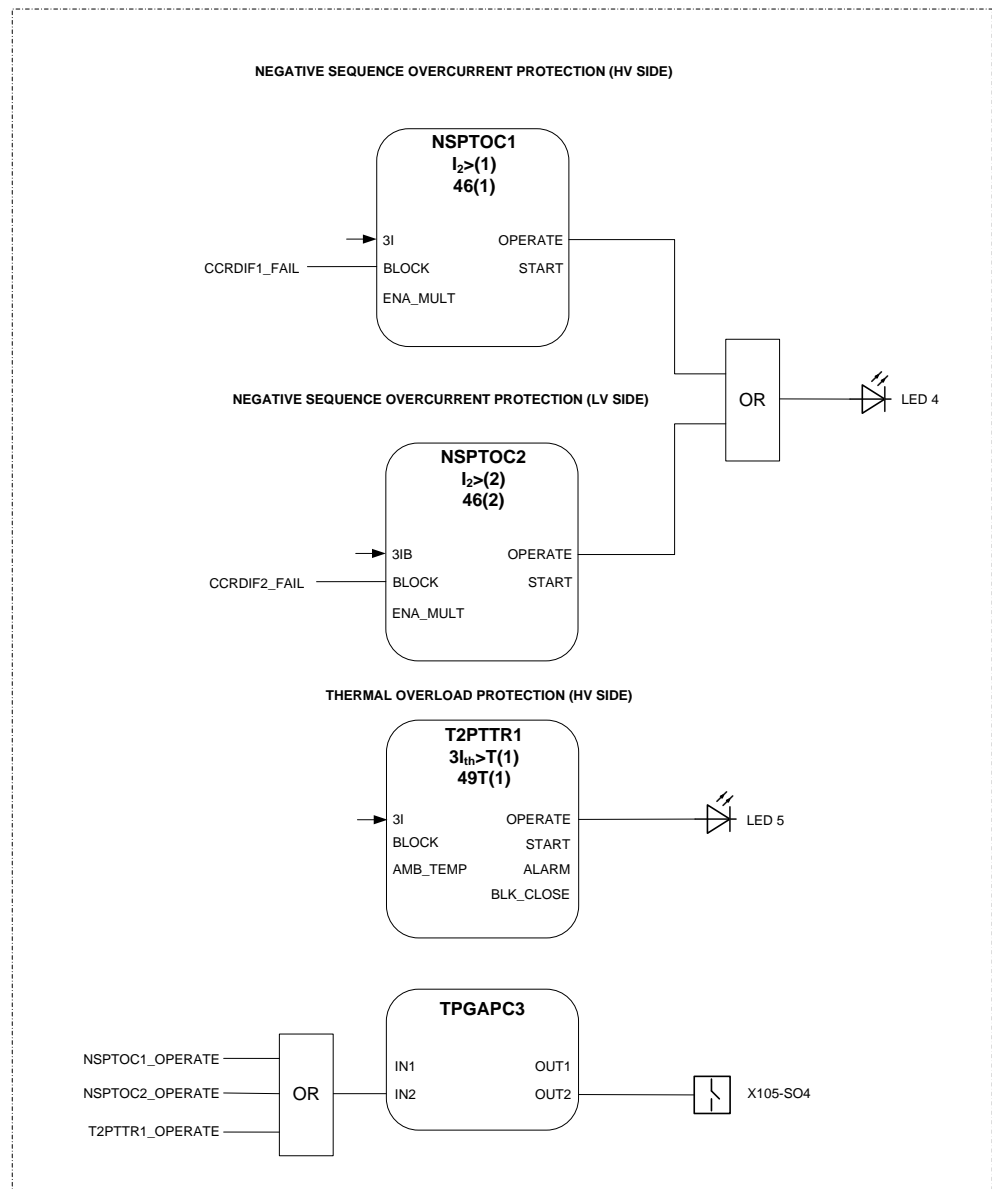 NEGATIVE SEQUENCE OVERCURRENT PROTECTION (HV SIDE)
NSPTOC1
I₂>(1)
46(1)
3I OPERATE
CCRDIF1_FAIL BLOCK START
ENA_MULT
OR
LED 4
NEGATIVE SEQUENCE OVERCURRENT PROTECTION (LV SIDE)
NSPTOC2
I₂>(2)
46(2)
3IB OPERATE
CCRDIF2_FAIL BLOCK START
ENA_MULT
THERMAL OVERLOAD PROTECTION (HV SIDE)
T2PTTR1
3Iₜₕ>T(1)
49T(1)
3I OPERATE LED 5
BLOCK START
AMB_TEMP ALARM
BLK_CLOSE
TPGAPC3
NSPTOC1_OPERATE
NSPTOC2_OPERATE
T2PTTR1_OPERATE
OR
IN1 OUT1
IN2 OUT2 X105-SO4